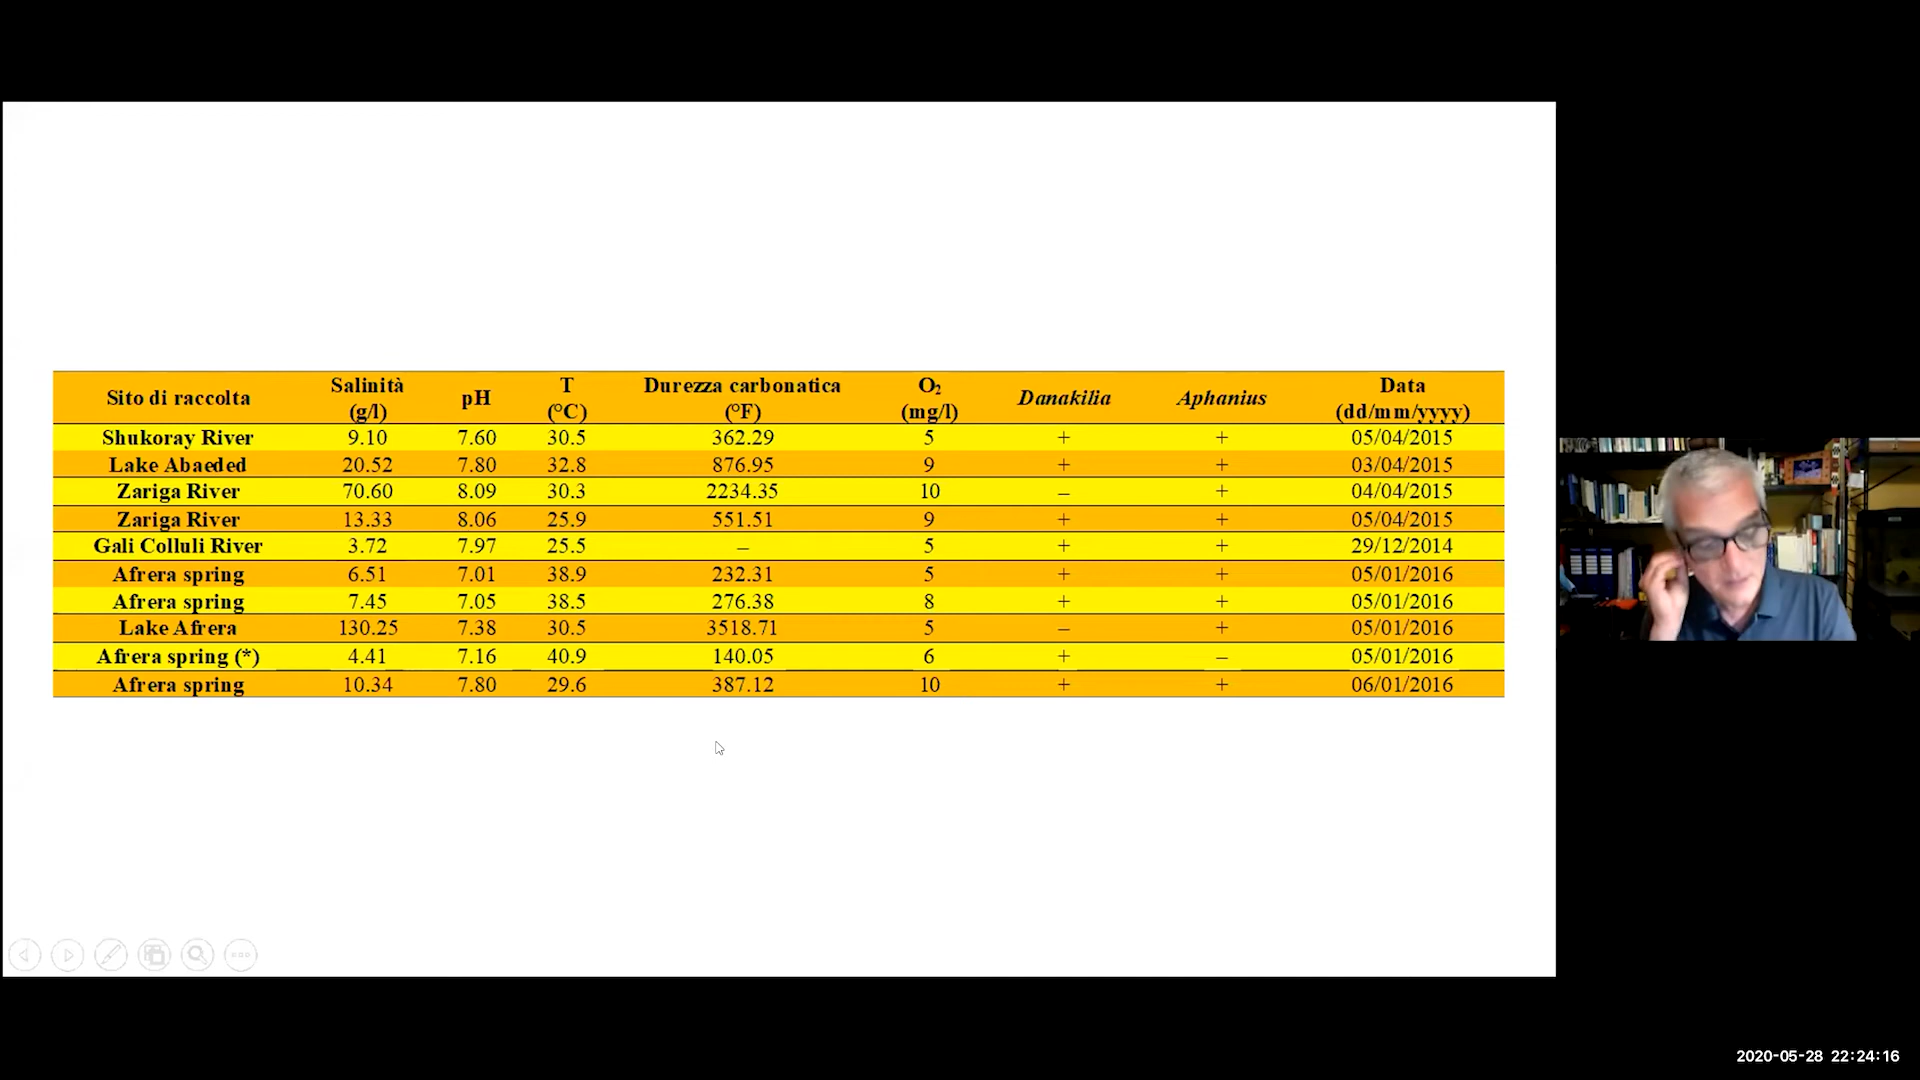 Sito di raccolta Salinità (g/l) pH T (°C) Durezza carbonatica (°F) O₂ (mg/l) Danakilia Aphanius Data (dd/mm/yyyy)
Shukoray River 9.10 7.60 30.5 362.29 5 + + 05/04/2015
Lake Abaeded 20.52 7.80 32.8 876.95 9 + + 03/04/2015
Zariga River 70.60 8.09 30.3 2234.35 10 – + 04/04/2015
Zariga River 13.33 8.06 25.9 551.51 9 + + 05/04/2015
Gali Colluli River 3.72 7.97 25.5 – 5 + + 29/12/2014
Afrera spring 6.51 7.01 38.9 232.31 5 + + 05/01/2016
Afrera spring 7.45 7.05 38.5 276.38 8 + + 05/01/2016
Lake Afrera 130.25 7.38 30.5 3518.71 5 – + 05/01/2016
Afrera spring (*) 4.41 7.16 40.9 140.05 6 + – 05/01/2016
Afrera spring 10.34 7.80 29.6 387.12 10 + + 06/01/2016
2020-05-28 22:24:16